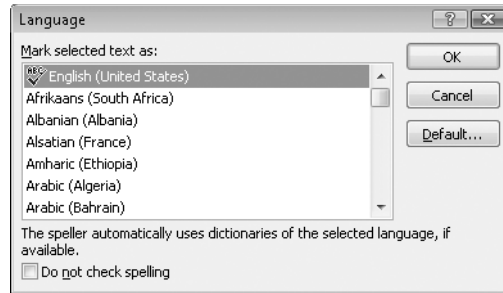 Language
Mark selected text as:
English (United States)
Afrikaans (South Africa)
Albanian (Albania)
Alsatian (France)
Amharic (Ethiopia)
Arabic (Algeria)
Arabic (Bahrain)
OK
Cancel
Default...
The speller automatically uses dictionaries of the selected language, if
available.
Do not check spelling